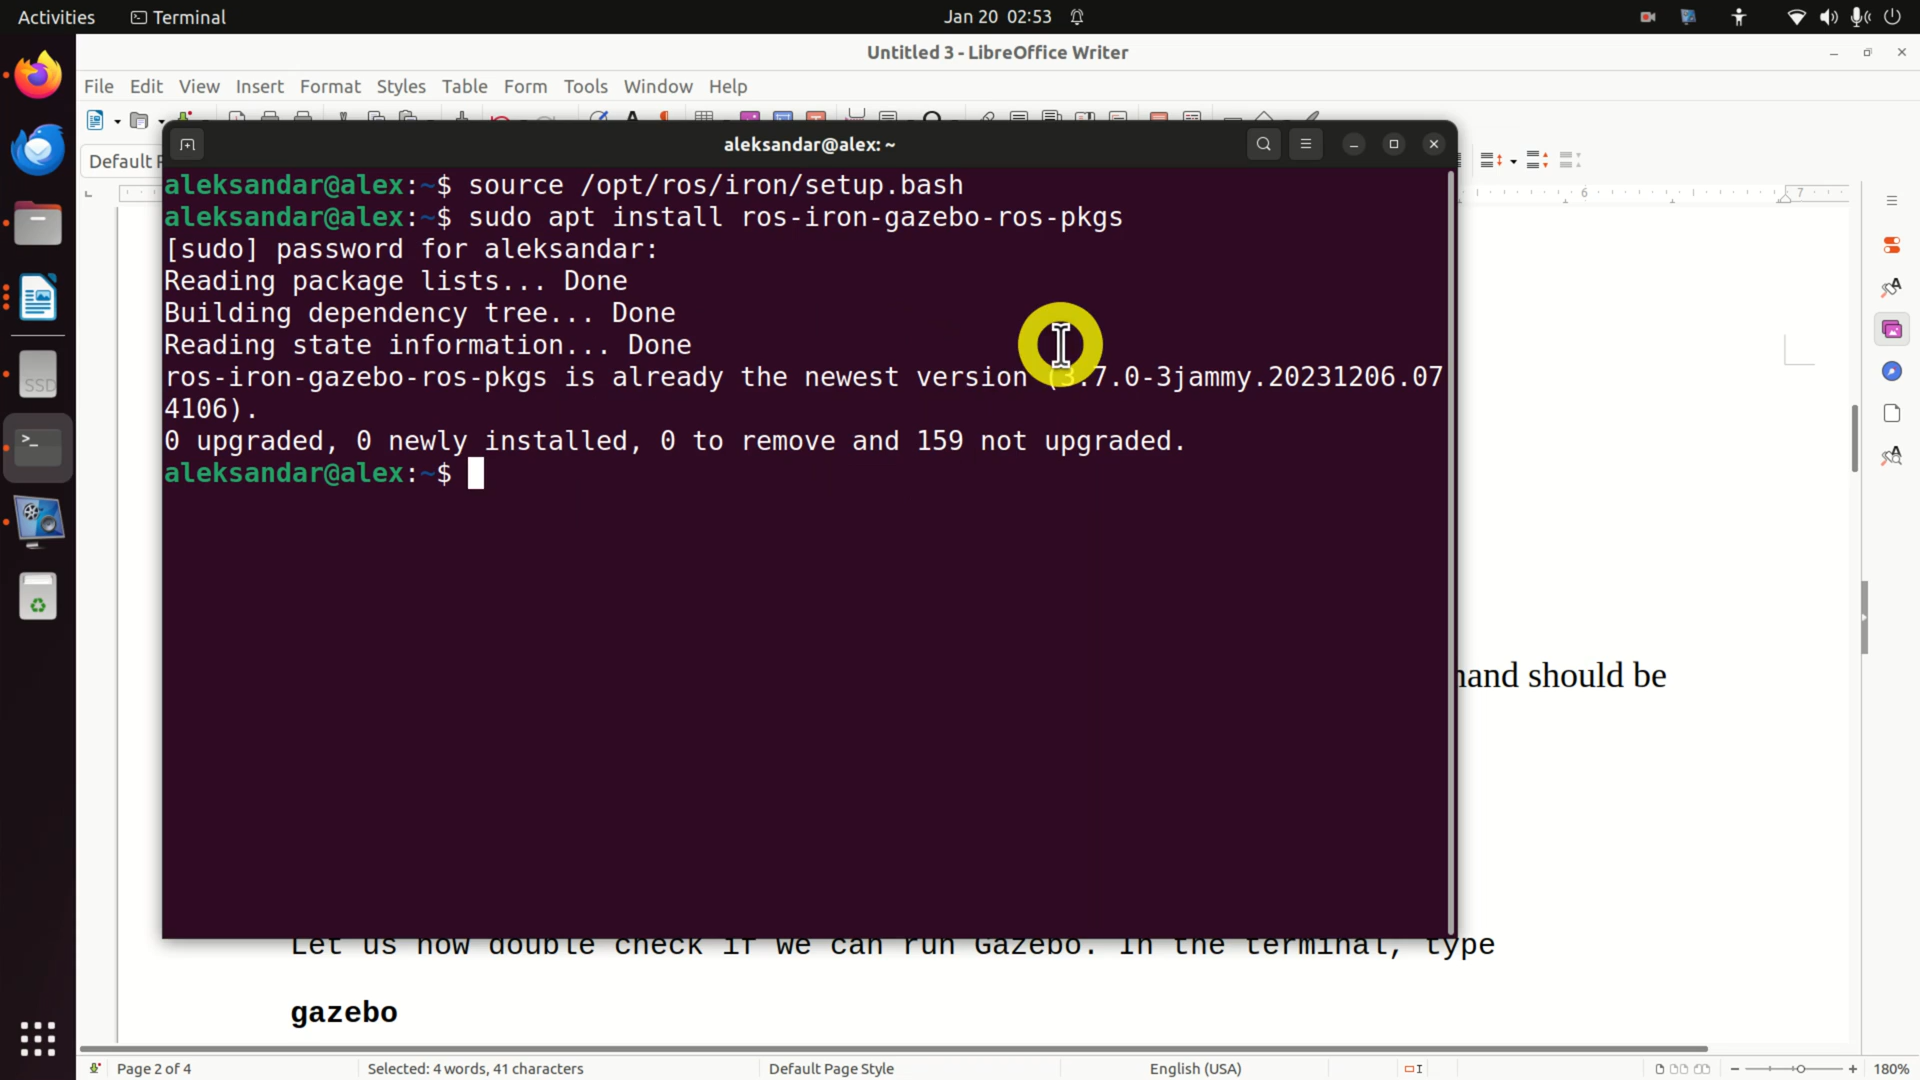 Activities Terminal Jan 20 02:53
Untitled 3 - LibreOffice Writer
File Edit View Insert Format Styles Table Form Tools Window Help
Default
aleksandar@alex: ~
6 7
aleksandar@alex:~$ source /opt/ros/iron/setup.bash
aleksandar@alex:~$ sudo apt install ros-iron-gazebo-ros-pkgs
[sudo] password for aleksandar:
Reading package lists... Done
Building dependency tree... Done
Reading state information... Done
ros-iron-gazebo-ros-pkgs is already the newest version (3.7.0-3jammy.20231206.07
4106).
0 upgraded, 0 newly installed, 0 to remove and 159 not upgraded.
aleksandar@alex:~$
SSD
should be
Let us now double check if we can run Gazebo. In the terminal, type
gazebo
Page 2 of 4 Selected: 4 words, 41 characters Default Page Style English (USA) 180%